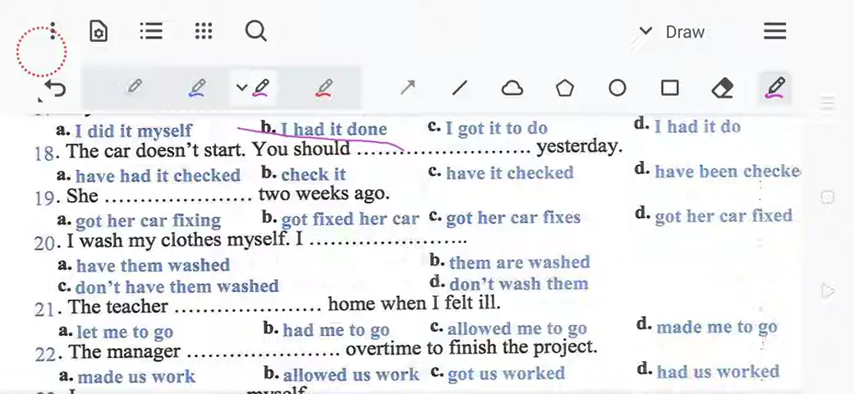 Draw
a. I did it myself b. I had it done c. I got it to do d. I had it do
18. The car doesn't start. You should .............................. yesterday.
a. have had it checked b. check it c. have it checked d. have been checke
19. She ......................... two weeks ago.
a. got her car fixing b. got fixed her car c. got her car fixes d. got her car fixed
20. I wash my clothes myself. I ..........................
a. have them washed b. them are washed
c. don't have them washed d. don't wash them
21. The teacher ......................... home when I felt ill.
a. let me to go b. had me to go c. allowed me to go d. made me to go
22. The manager .......................... overtime to finish the project.
a. made us work b. allowed us work c. got us worked d. had us worked